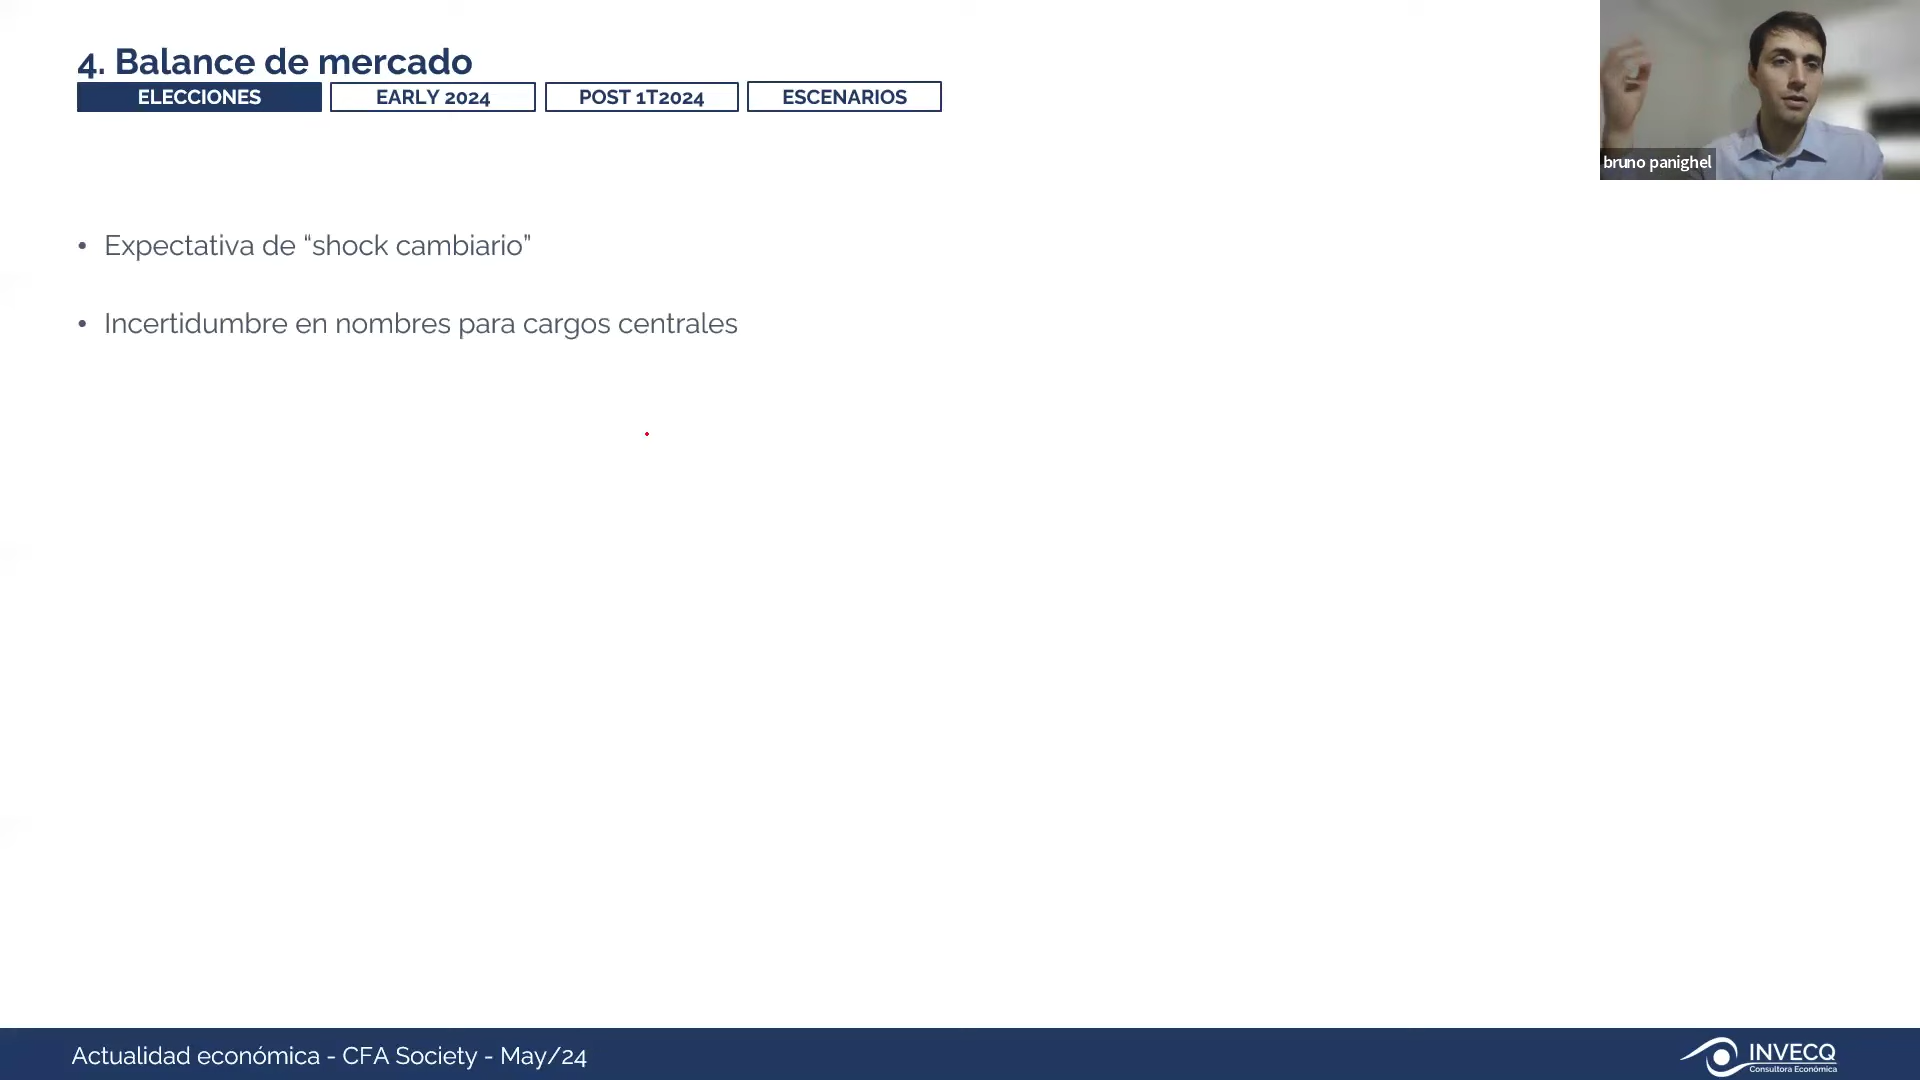 4. Balance de mercado
ELECCIONES
EARLY 2024
POST 1T2024
ESCENARIOS
bruno panighel
• Expectativa de “shock cambiario”
• Incertidumbre en nombres para cargos centrales
Actualidad económica - CFA Society - May/24
INVECQ
Consultora Económica